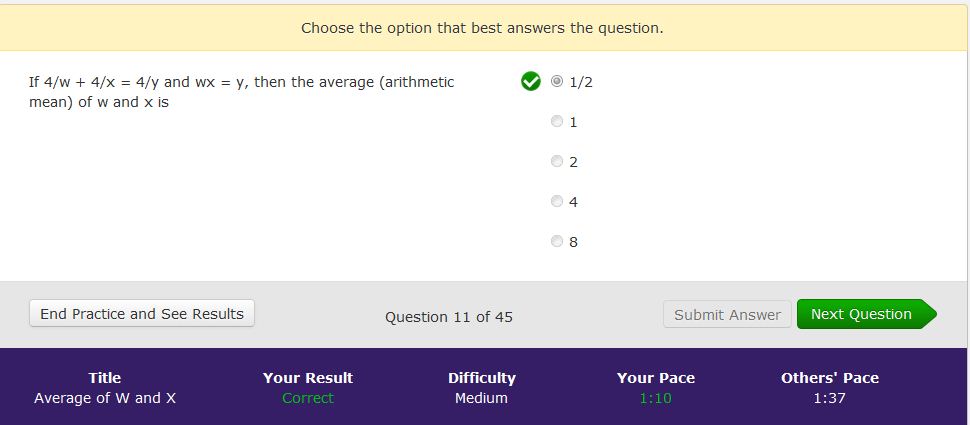 Choose the option that best answers the question.
If 4/w + 4/x = 4/y and wx = y, then the average (arithmetic
mean) of w and x is
1/2
1
2
4
8
End Practice and See Results
Question 11 of 45
Submit Answer
Next Question
Title
Your Result
Difficulty
Your Pace
Others' Pace
Average of W and X
Correct
Medium
1:10
1:37